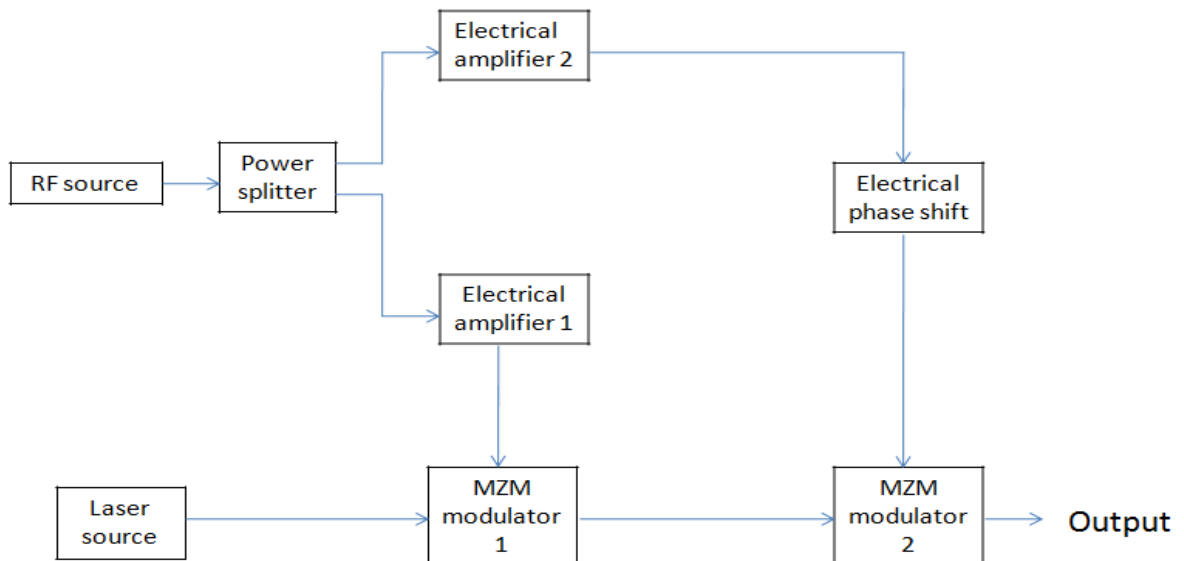 Electrical
amplifier 2
RF source
Power
splitter
Electrical
phase shift
Electrical
amplifier 1
Laser
source
MZM
modulator
1
MZM
modulator
2
Output